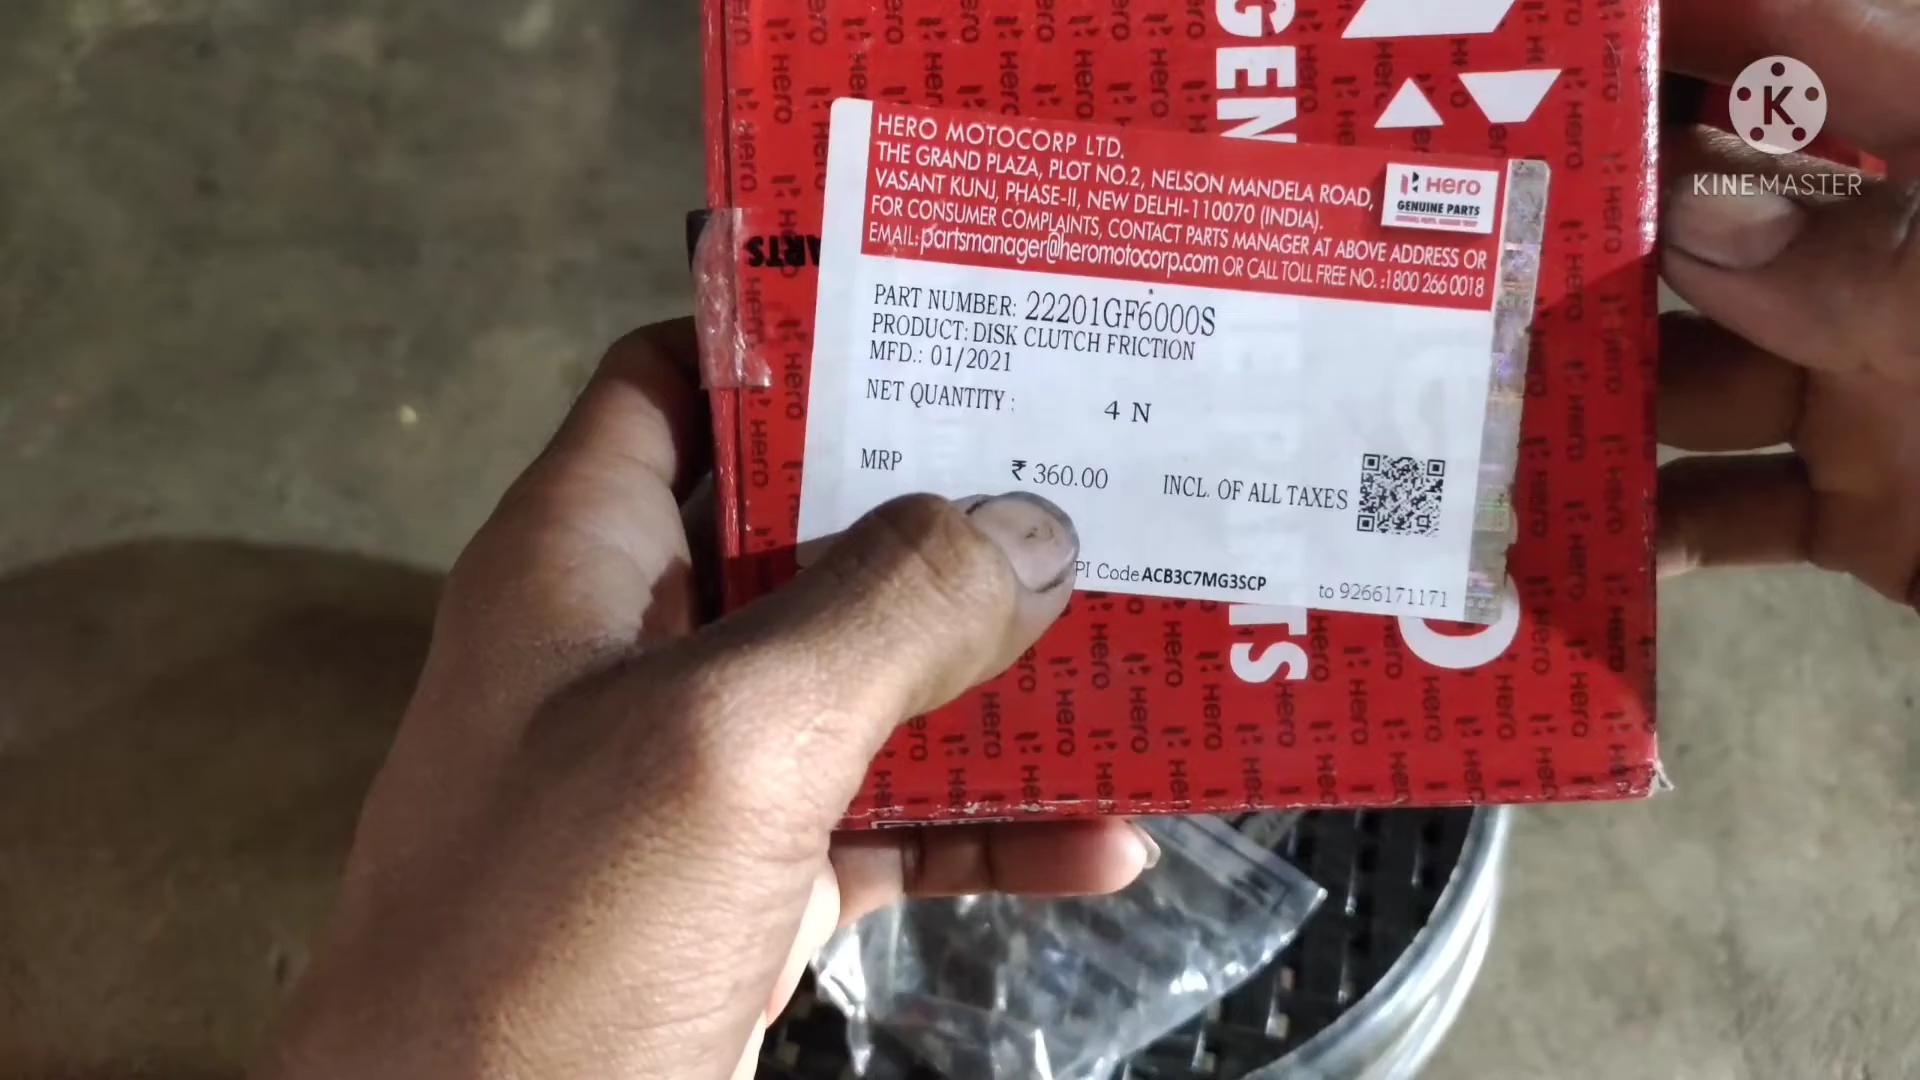 GEN
HERO MOTOCORP LTD.
THE GRAND PLAZA, PLOT NO.2, NELSON MANDELA ROAD,
VASANT KUNJ, PHASE-II, NEW DELHI-110070 (INDIA).
FOR CONSUMER COMPLAINTS, CONTACT PARTS MANAGER AT ABOVE ADDRESS OR
EMAIL: partsmanager@heromotocorp.com OR CALL TOLL FREE NO. :1800 266 0018
Hero
GENUINE PARTS
PART NUMBER: 22201GF6000S
PRODUCT: DISK CLUTCH FRICTION
MFD.: 01/2021
NET QUANTITY : 4 N
MRP ₹ 360.00 INCL. OF ALL TAXES
PI Code ACB3C7MG3SCP to 9266171171
TS
Hero
K
KINEMASTER